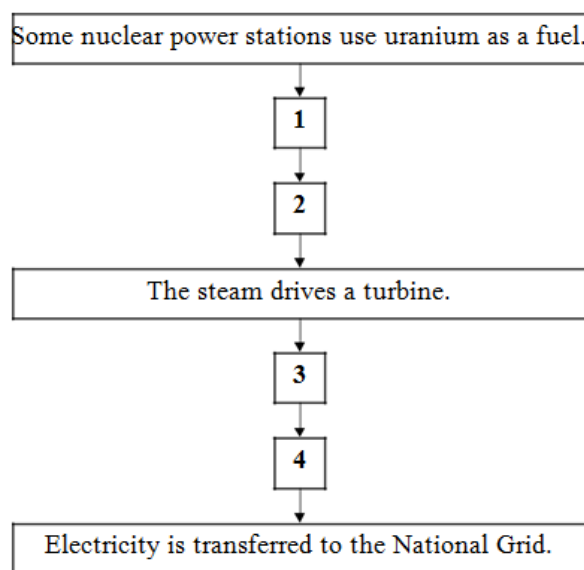 Some nuclear power stations use uranium as a fuel.
1
2
The steam drives a turbine.
3
4
Electricity is transferred to the National Grid.